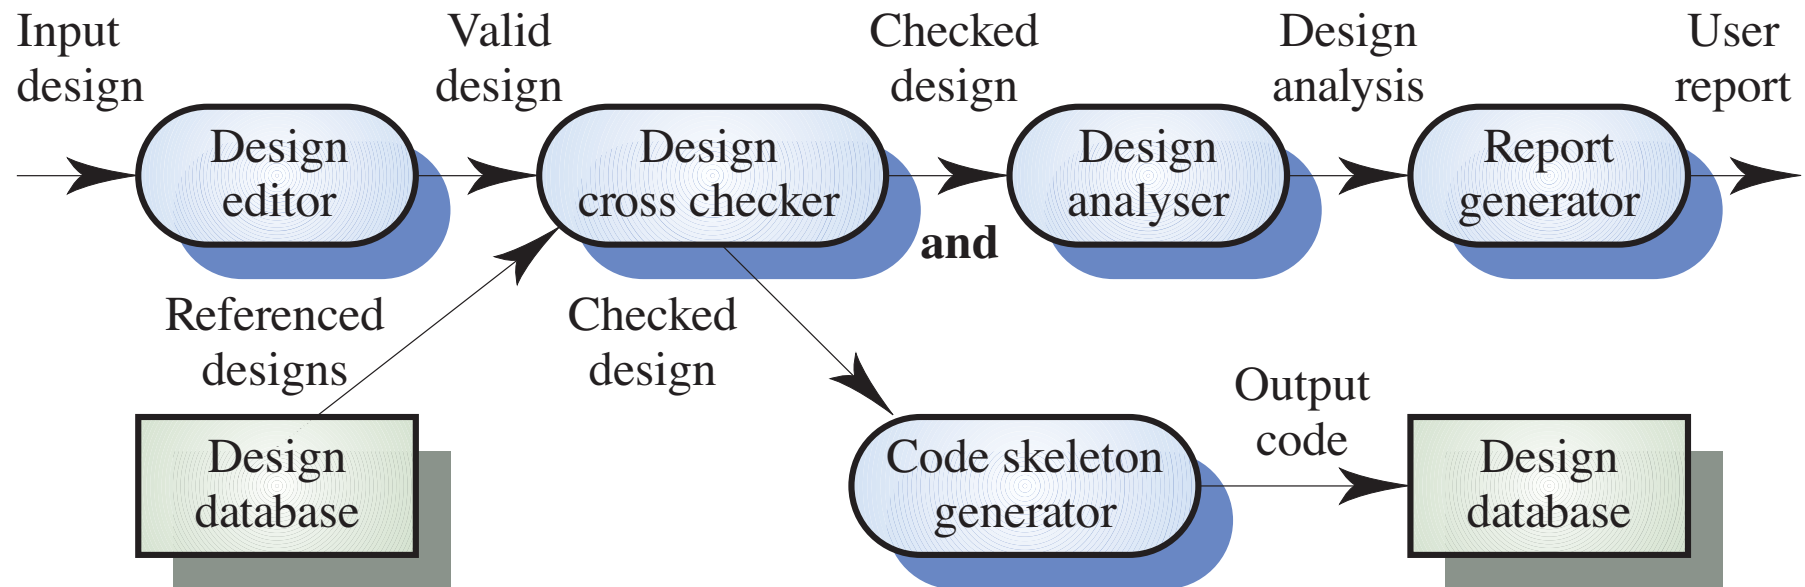 Input
design
Valid
design
Checked
design
Design
analysis
User
report
Design
editor
Design
cross checker
Design
analyser
Report
generator
and
Referenced
designs
Checked
design
Output
code
Design
database
Code skeleton
generator
Design
database